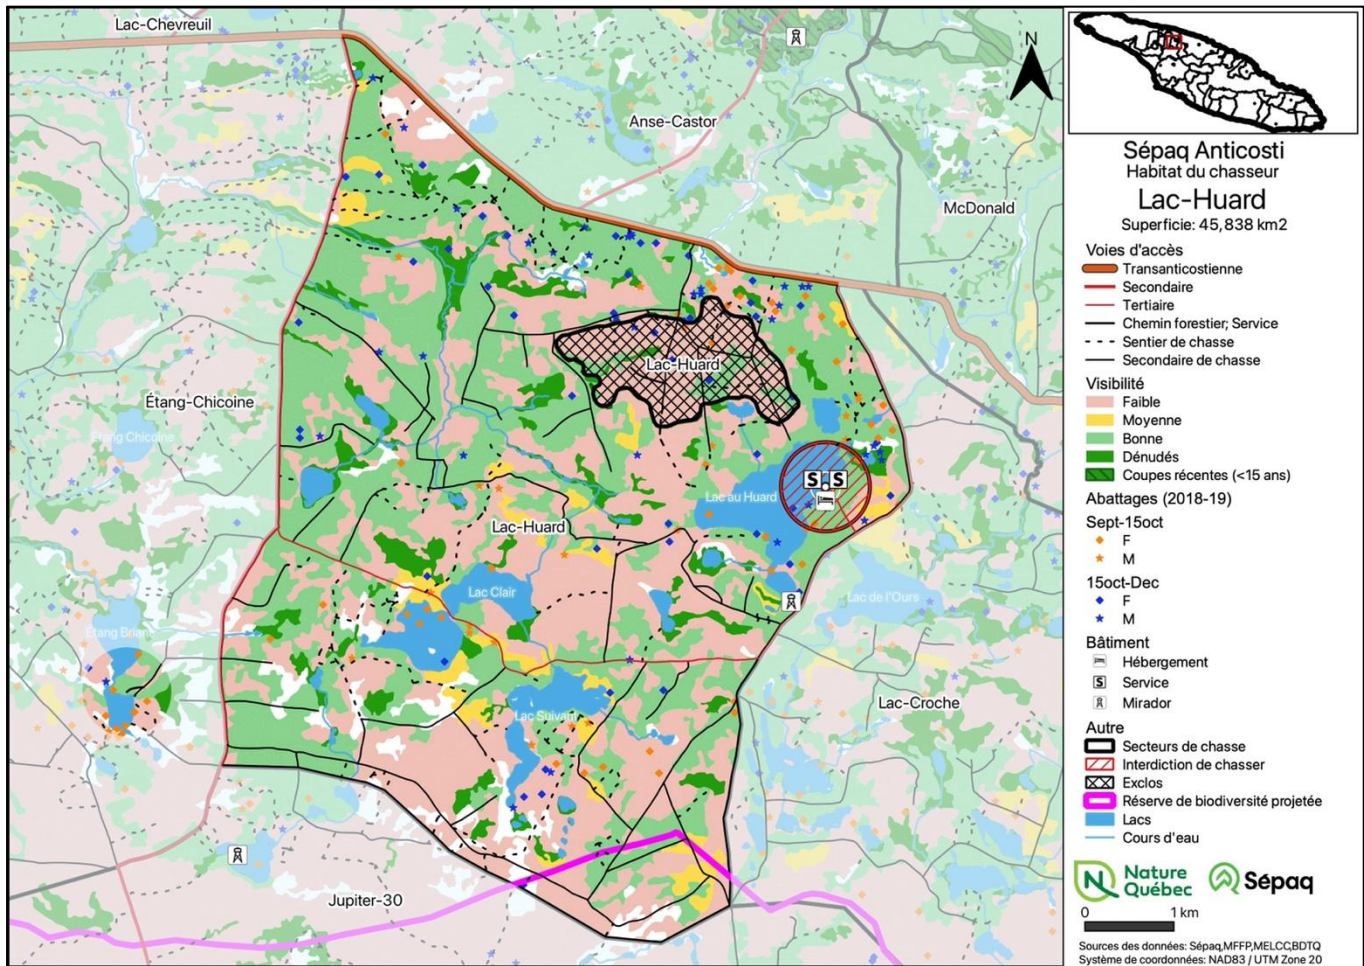 Lac-Chevreuil
Anse-Castor
McDonald
Étang-Chicoine
Étang Chicoine
Lac-Huard
Lac au Huard
S S
Lac-Huard
Lac Clair
Lac de l'Ours
Étang Briand
Lac Suivant
Lac-Croche
Jupiter-30
N
Sépaq Anticosti
Habitat du chasseur
Lac-Huard
Superficie: 45,838 km2
Voies d'accès
Transanticostienne
Secondaire
Tertiaire
Chemin forestier; Service
Sentier de chasse
Secondaire de chasse
Visibilité
Faible
Moyenne
Bonne
Dénudés
Coupes récentes (<15 ans)
Abattages (2018-19)
Sept-15oct
F
M
15oct-Dec
F
M
Bâtiment
Hébergement
S Service
Mirador
Autre
Secteurs de chasse
Interdiction de chasser
Exclos
Réserve de biodiversité projetée
Lacs
Cours d'eau
Nature
Québec
Sépaq
0 1 km
Sources des données: Sépaq,MFFP,MELCC,BDTQ
Système de coordonnées: NAD83 / UTM Zone 20